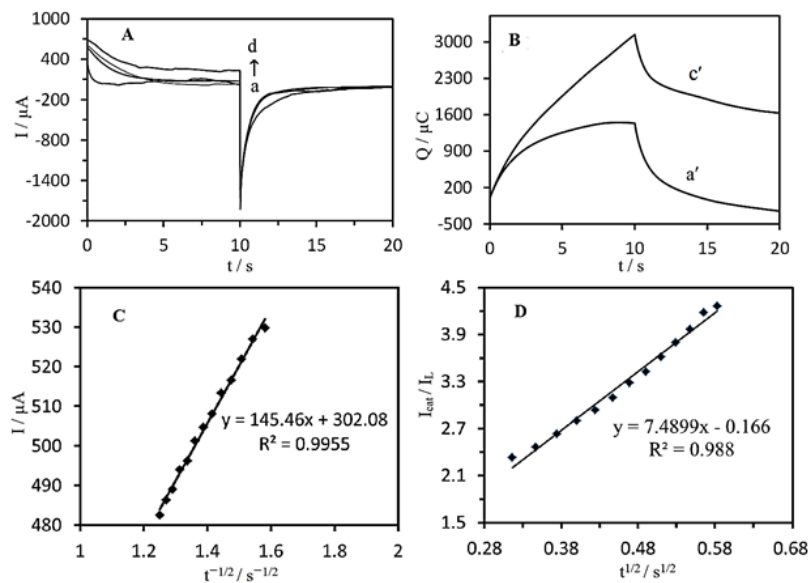 A
I / µA
1000
400
-200
-800
-1400
-2000
0
5
10
15
20
t / s
d
a
B
Q / µC
3000
2300
1600
900
200
-500
0
5
10
15
20
t / s
c′
a′
C
I / µA
540
530
520
510
500
490
480
1
1.2
1.4
1.6
1.8
2
t⁻¹/² / s⁻¹/²
y = 145.46x + 302.08
R² = 0.9955
D
Icat / IL
4.5
3.9
3.3
2.7
2.1
1.5
0.28
0.38
0.48
0.58
0.68
t¹/² / s¹/²
y = 7.4899x - 0.166
R² = 0.988